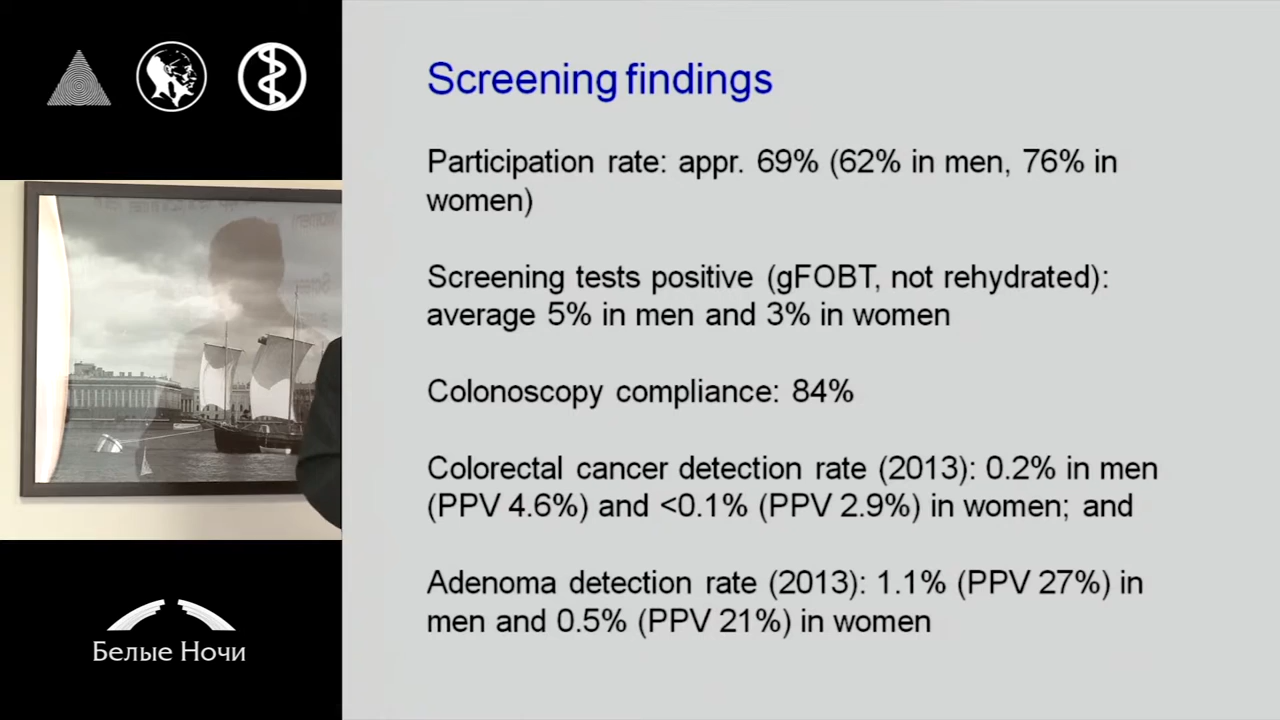 Screening findings
Participation rate: appr. 69% (62% in men, 76% in
women)
Screening tests positive (gFOBT, not rehydrated):
average 5% in men and 3% in women
Colonoscopy compliance: 84%
Colorectal cancer detection rate (2013): 0.2% in men
(PPV 4.6%) and <0.1% (PPV 2.9%) in women; and
Adenoma detection rate (2013): 1.1% (PPV 27%) in
men and 0.5% (PPV 21%) in women
Белые Ночи